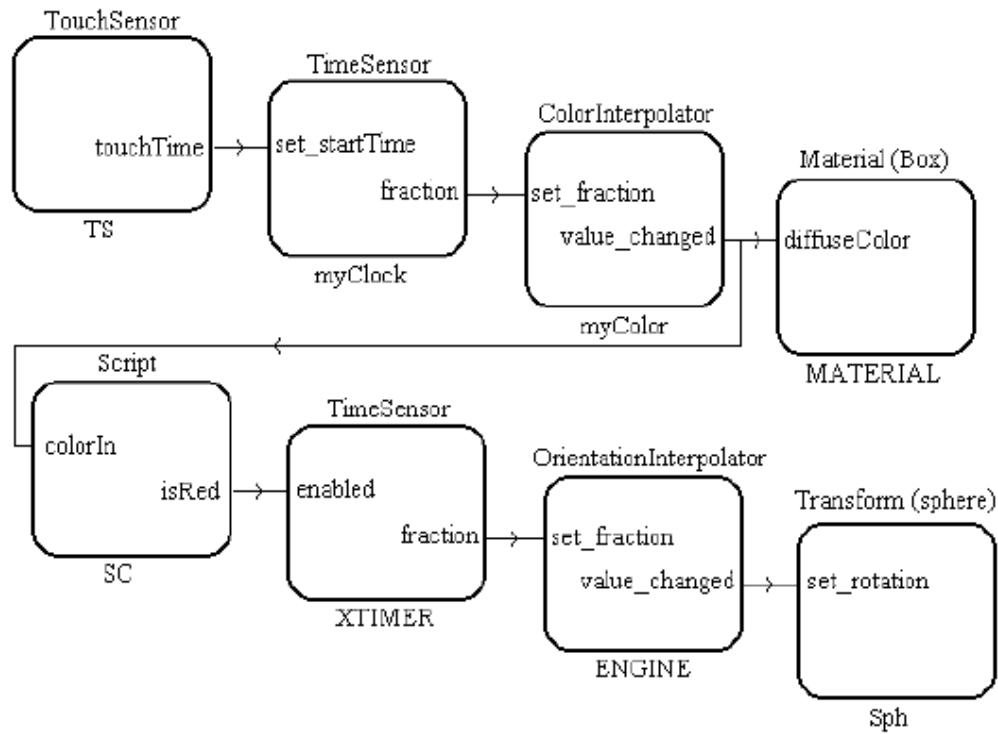 TouchSensor
touchTime
TS
TimeSensor
set_startTime
fraction
myClock
ColorInterpolator
set_fraction
value_changed
myColor
Material (Box)
diffuseColor
MATERIAL
Script
colorIn
isRed
SC
TimeSensor
enabled
fraction
XTIMER
OrientationInterpolator
set_fraction
value_changed
ENGINE
Transform (sphere)
set_rotation
Sph